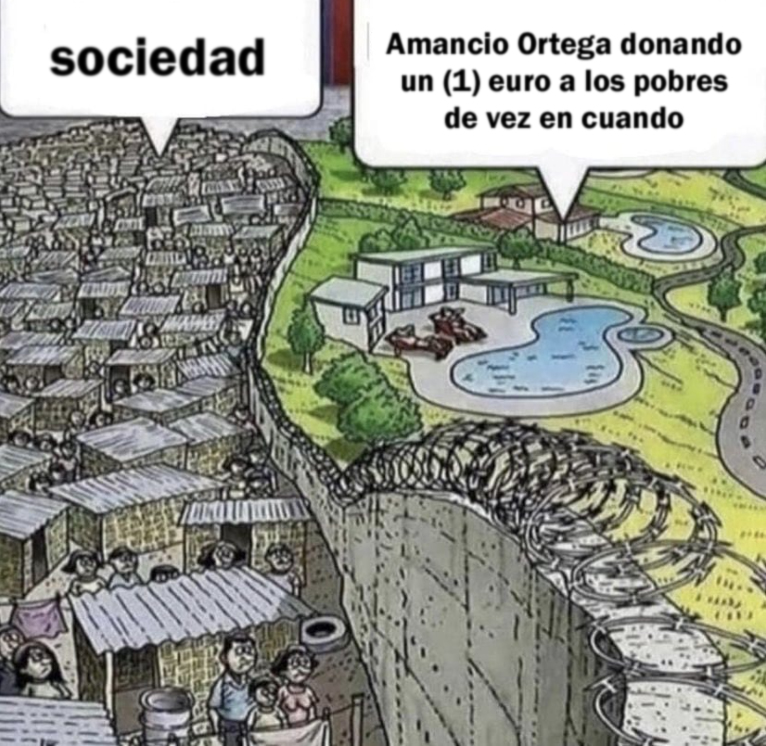 sociedad
Amancio Ortega donando
un (1) euro a los pobres
de vez en cuando